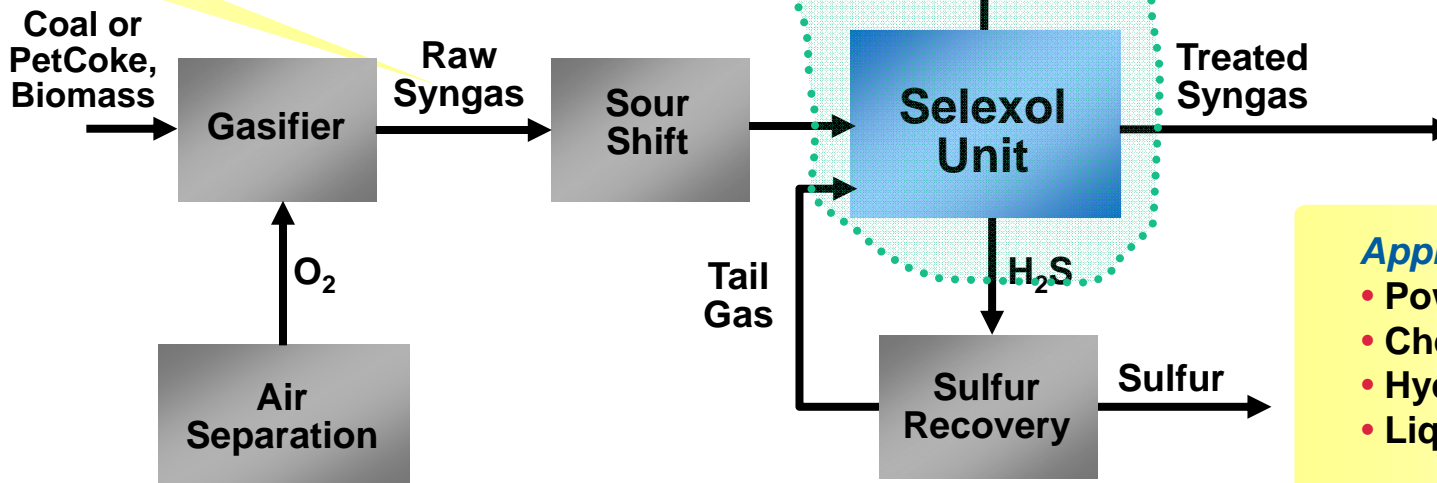 Coal or
PetCoke,
Biomass
Gasifier
Raw
Syngas
Sour
Shift
Selexol
Unit
Treated
Syngas
O₂
Tail
Gas
H₂S
Air
Separation
Sulfur
Recovery
Sulfur